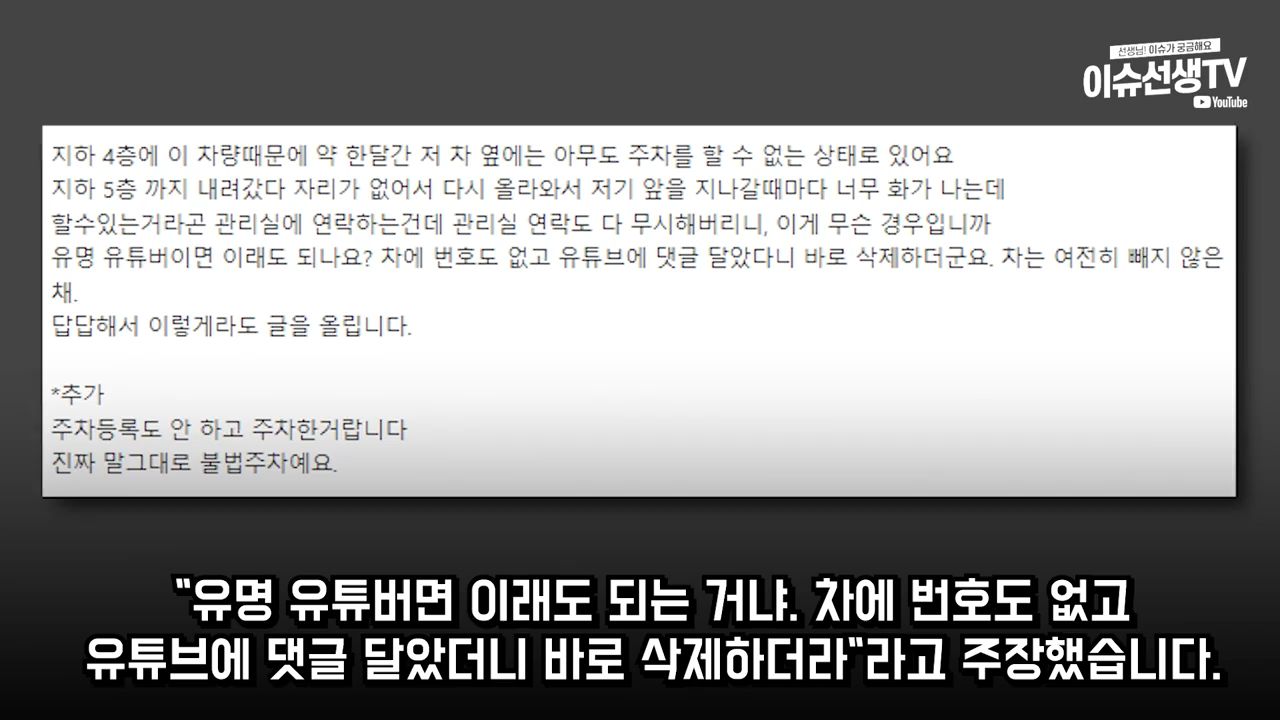 선생님! 이슈가 궁금해요
이슈선생TV
YouTube
지하 4층에 이 차량때문에 약 한달간 저 차 옆에는 아무도 주차를 할 수 없는 상태로 있어요
지하 5층 까지 내려갔다 자리가 없어서 다시 올라와서 저기 앞을 지나갈때마다 너무 화가 나는데
할수있는거라곤 관리실에 연락하는건데 관리실 연락도 다 무시해버리니, 이게 무슨 경우입니까
유명 유튜버이면 이래도 되나요? 차에 번호도 없고 유튜브에 댓글 달았다니 바로 삭제하더군요. 차는 여전히 빼지 않은
채.
답답해서 이렇게라도 글을 올립니다.
*추가
주차등록도 안 하고 주차한거랍니다
진짜 말그대로 불법주차에요.
"유명 유튜버면 이래도 되는 거냐. 차에 번호도 없고
유튜브에 댓글 달았더니 바로 삭제하더라"라고 주장했습니다.